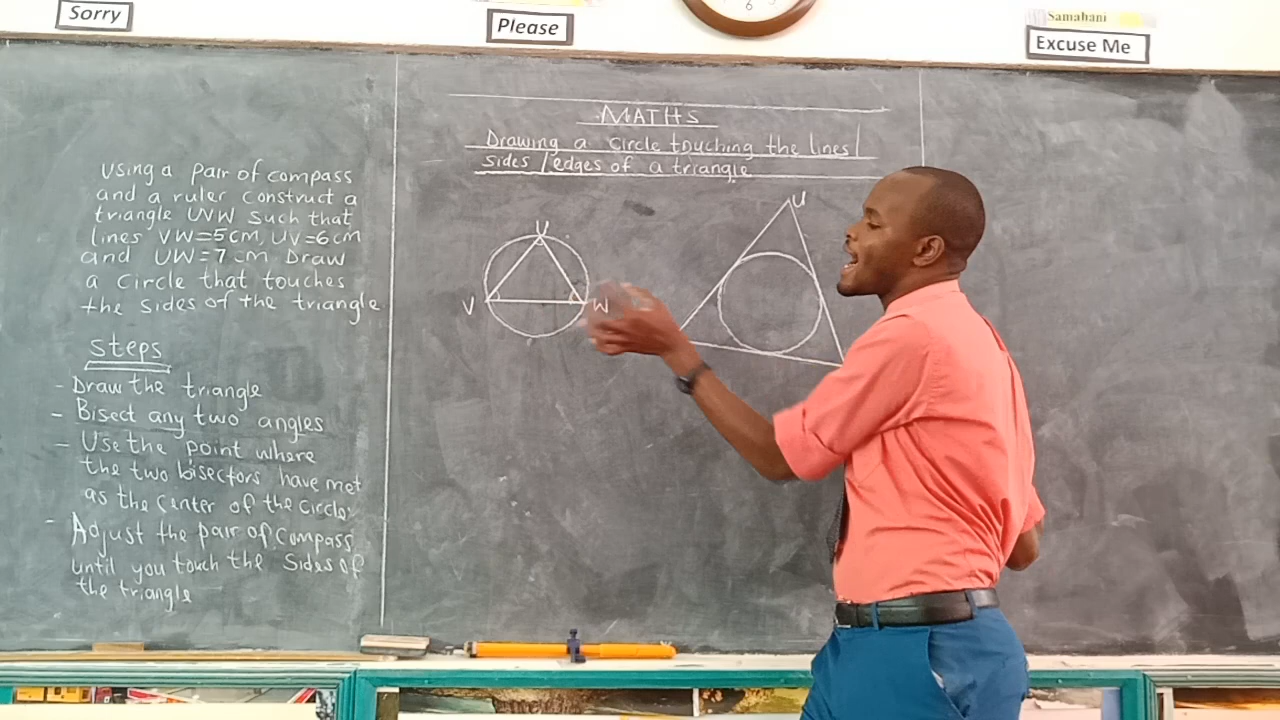 Sorry
Please
Samahani
Excuse Me
6
MATHS
Drawing a circle touching the lines/
sides /edges of a triangle
using a pair of compass
and a ruler construct a
triangle UVW such that
lines VW=5cm, UV=6cm
and UW=7cm Draw
a circle that touches
the sides of the triangle
steps
- Draw the triangle
- Bisect any two angles
- Use the point where
the two bisectors have met
as the center of the circle.
- Adjust the pair of compass
until you touch the sides of
the triangle
U
V
W
U